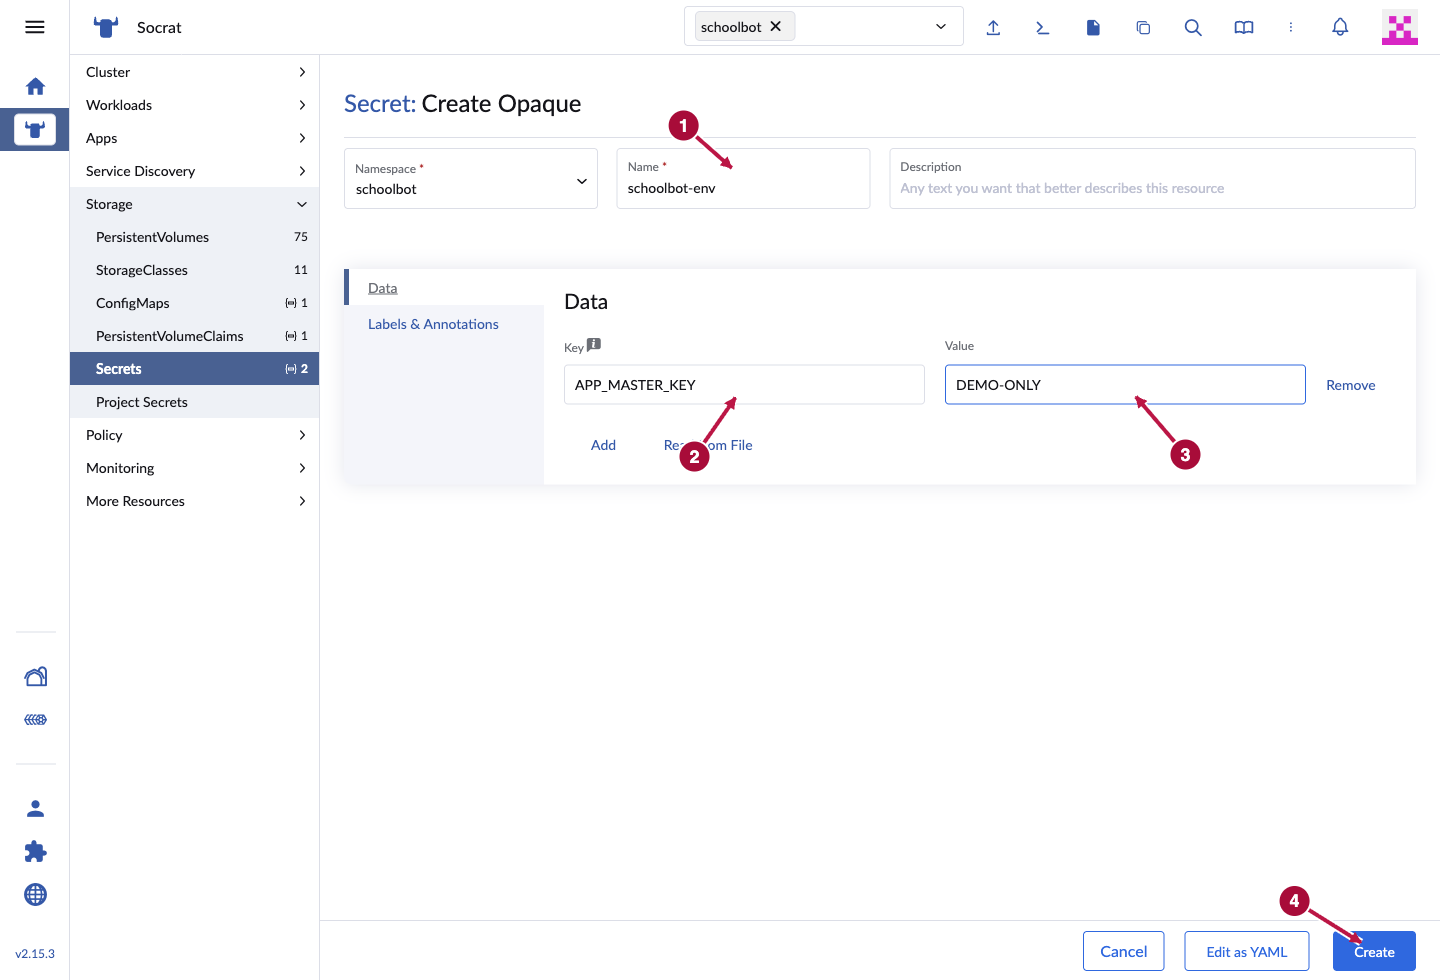 Socrat
schoolbot
Cluster
Workloads
Apps
Service Discovery
Storage
PersistentVolumes 75
StorageClasses 11
ConfigMaps 1
PersistentVolumeClaims 1
Secrets 2
Project Secrets
Policy
Monitoring
More Resources
v2.15.3
Secret: Create Opaque
1
Namespace *
schoolbot
Name *
schoolbot-env
Description
Any text you want that better describes this resource
Data
Labels & Annotations
Data
Key
Value
APP_MASTER_KEY
DEMO-ONLY
Remove
Add
File
2
3
4
Cancel
Edit as YAML
Create